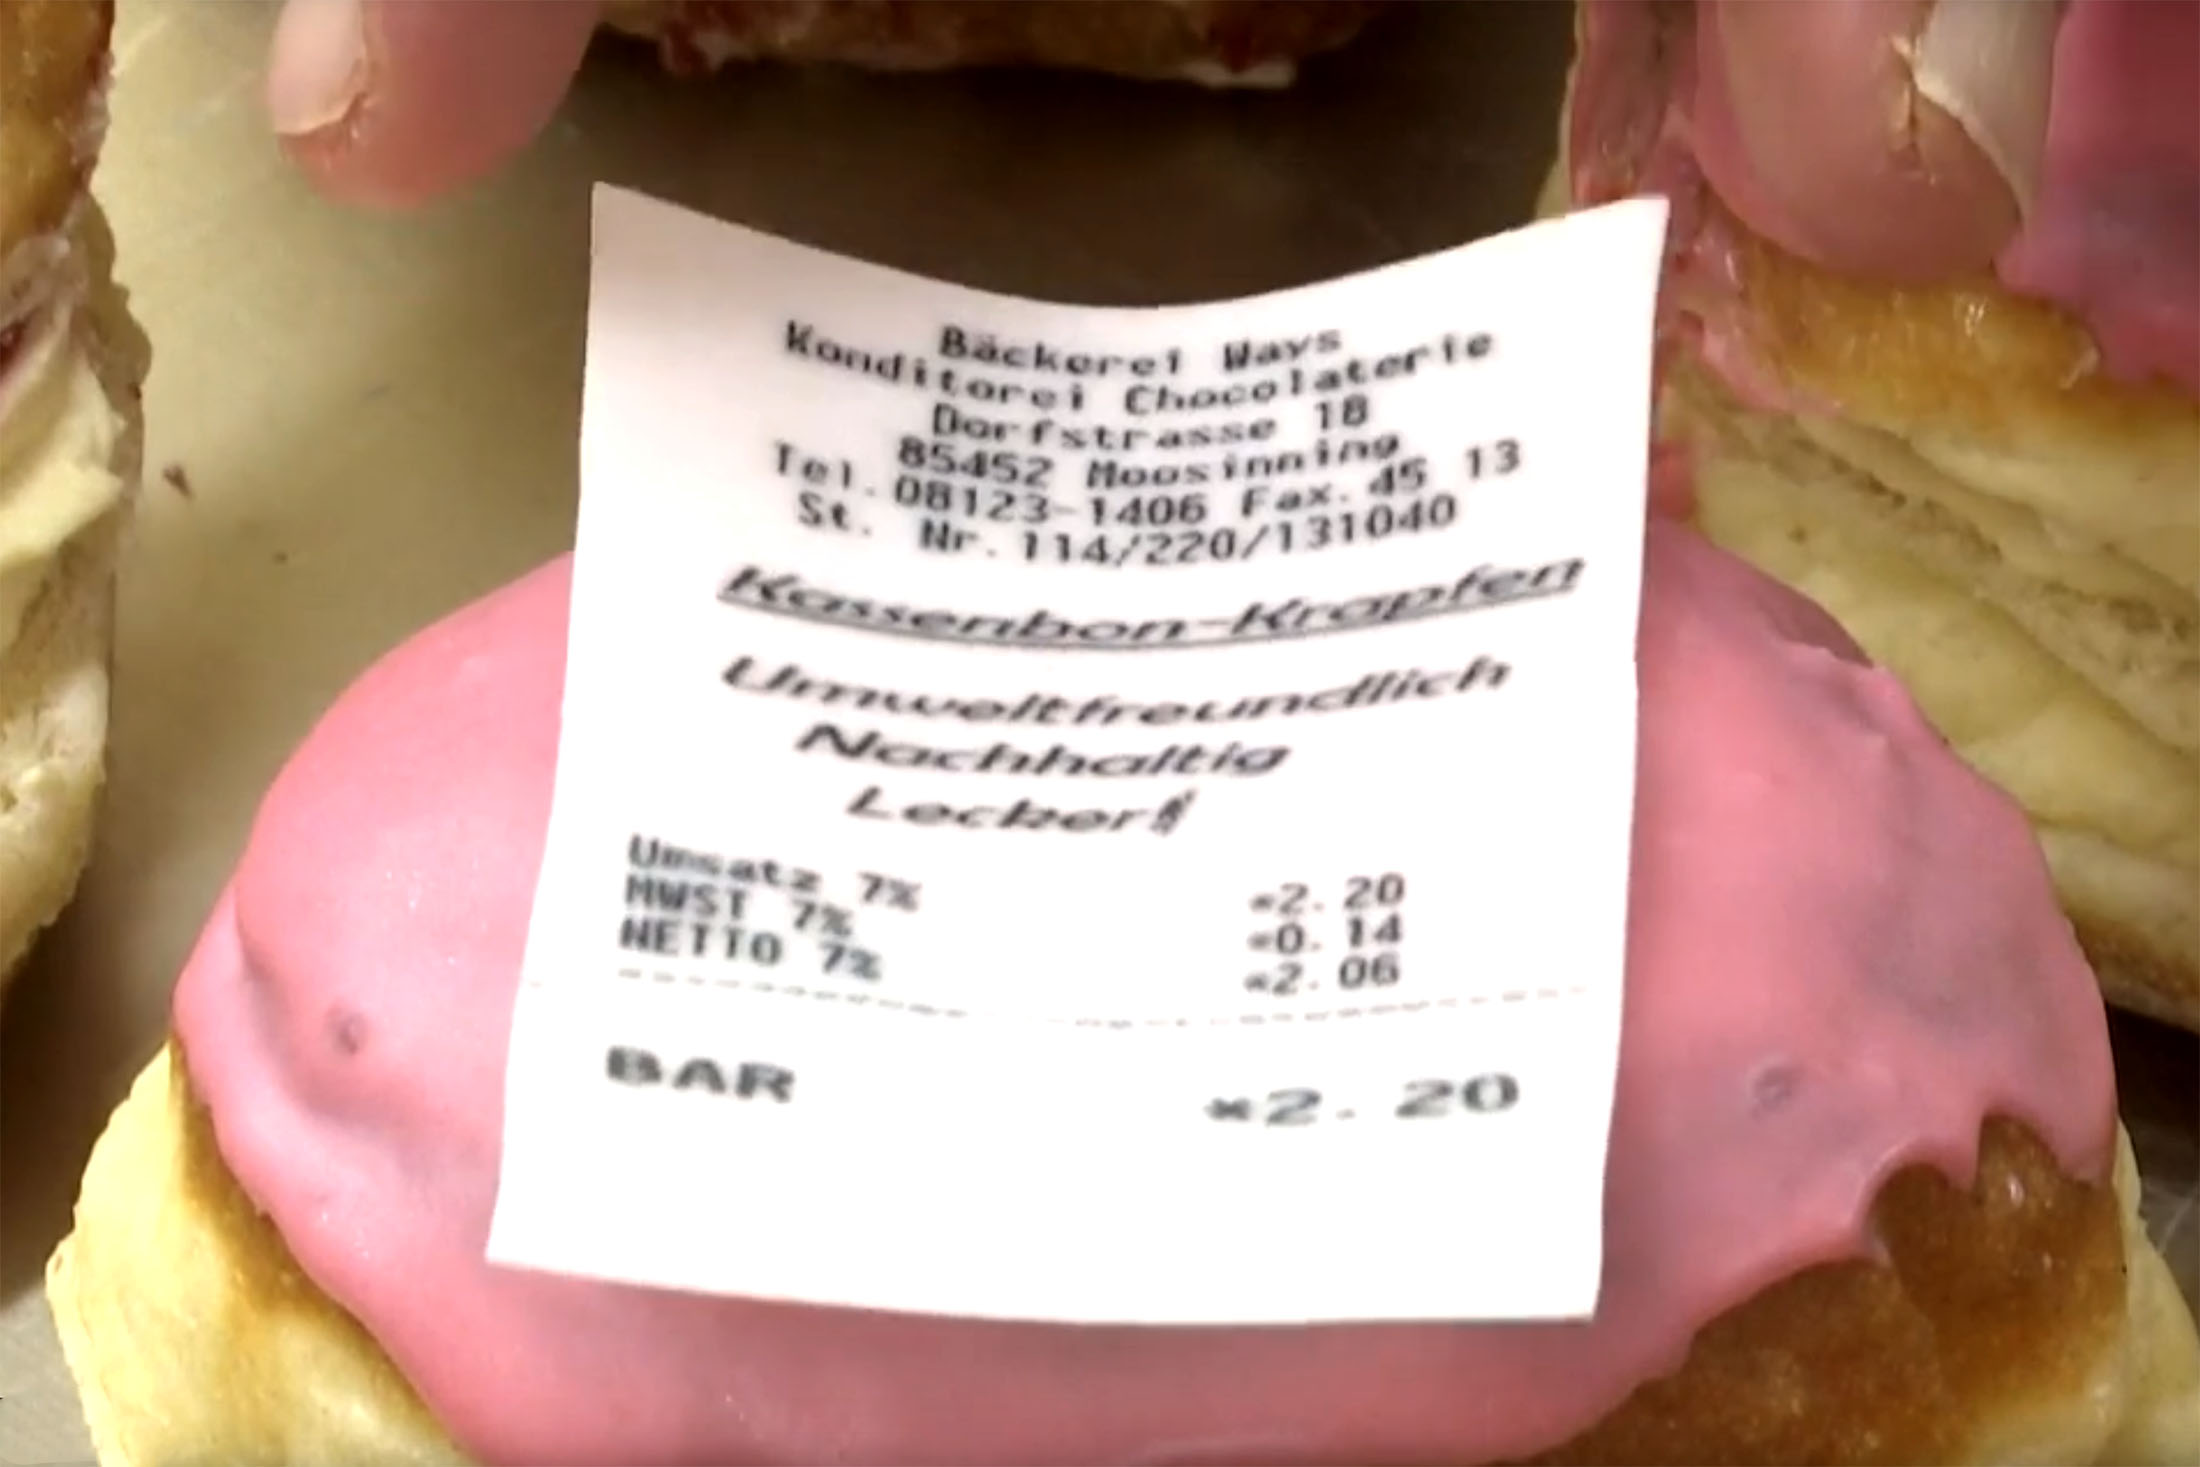 Bäckerei Ways
Konditorei Chocolaterie
Dorfstrasse 18
85452 Moosinning
Tel. 08123-1406 Fax. 45 13
St. Nr. 114/220/131040
Kassenbon-Krapfen
Umweltfreundlich
Nachhaltig
Lecker!
Umsatz 7% *2.20
MWST 7% *0.14
NETTO 7% *2.06
BAR *2.20